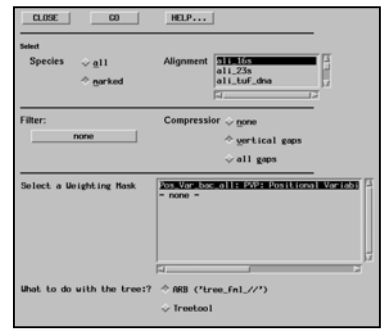 CLOSE GO HELP...
Select
Species all Alignment ali_16s
ali_23s
marked ali_tuf_dna
Filter: Compression none
none vertical gaps
all gaps
Select a Weighting Mask Pos_Var_bac_all: PVP: Positional Variabi
- none -
What to do with the tree:? ARB ("tree_fml_//")
Treetool